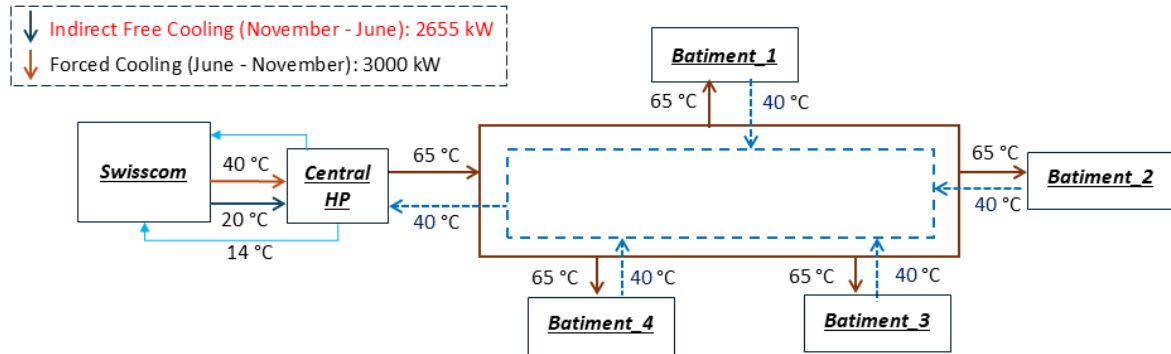 Indirect Free Cooling (November - June): 2655 kW
Forced Cooling (June - November): 3000 kW
Batiment_1
65 °C
40 °C
Swisscom
40 °C
20 °C
14 °C
Central
HP
65 °C
40 °C
65 °C
40 °C
Batiment_2
65 °C
40 °C
Batiment_4
65 °C
40 °C
Batiment_3